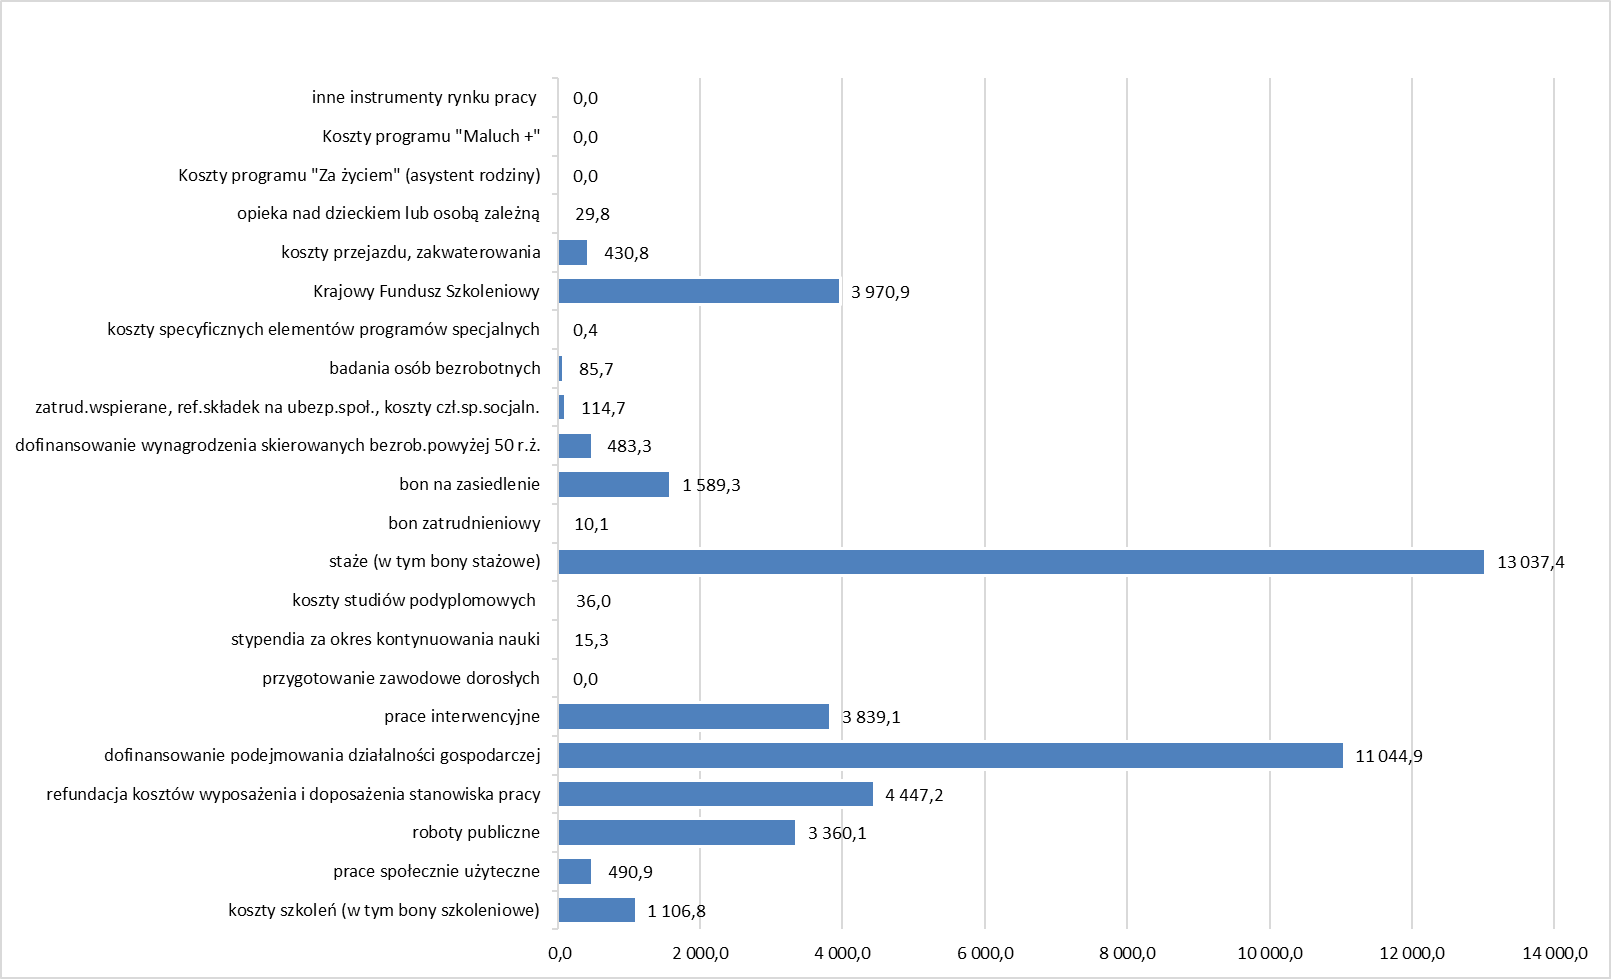 inne instrumenty rynku pracy 0,0
Koszty programu "Maluch +" 0,0
Koszty programu "Za życiem" (asystent rodziny) 0,0
opieka nad dzieckiem lub osobą zależną 29,8
koszty przejazdu, zakwaterowania 430,8
Krajowy Fundusz Szkoleniowy 3 970,9
koszty specyficznych elementów programów specjalnych 0,4
badania osób bezrobotnych 85,7
zatrud.wspierane, ref.składek na ubezp.społ., koszty czł.sp.socjaln. 114,7
dofinansowanie wynagrodzenia skierowanych bezrob.powyżej 50 r.ż. 483,3
bon na zasiedlenie 1 589,3
bon zatrudnieniowy 10,1
staże (w tym bony stażowe) 13 037,4
koszty studiów podyplomowych 36,0
stypendia za okres kontynuowania nauki 15,3
przygotowanie zawodowe dorosłych 0,0
prace interwencyjne 3 839,1
dofinansowanie podejmowania działalności gospodarczej 11 044,9
refundacja kosztów wyposażenia i doposażenia stanowiska pracy 4 447,2
roboty publiczne 3 360,1
prace społecznie użyteczne 490,9
koszty szkoleń (w tym bony szkoleniowe) 1 106,8
0,0 2 000,0 4 000,0 6 000,0 8 000,0 10 000,0 12 000,0 14 000,0